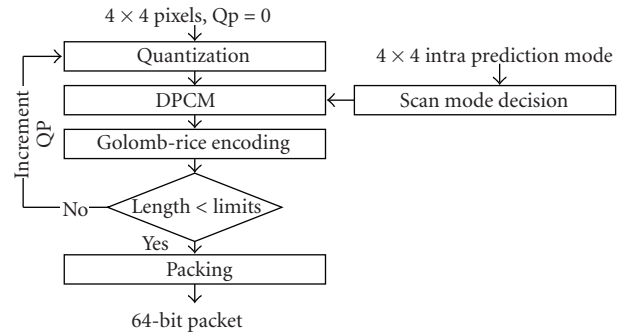 4 × 4 pixels, Qp = 0
Quantization
4 × 4 intra prediction mode
DPCM
Scan mode decision
Golomb-rice encoding
Increment
QP
Length < limits
No
Yes
Packing
64-bit packet